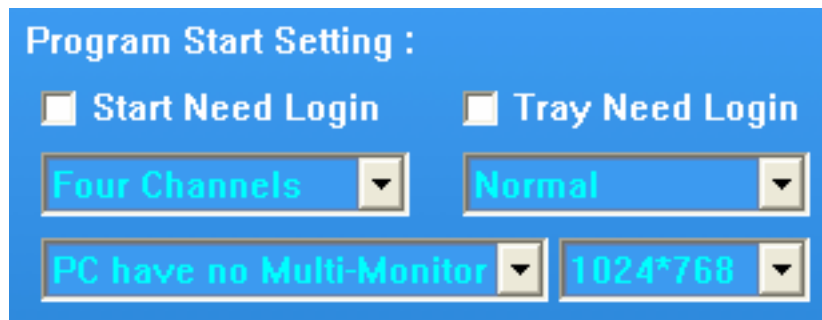 Program Start Setting :
Start Need Login Tray Need Login
Four Channels Normal
PC have no Multi-Monitor 1024*768